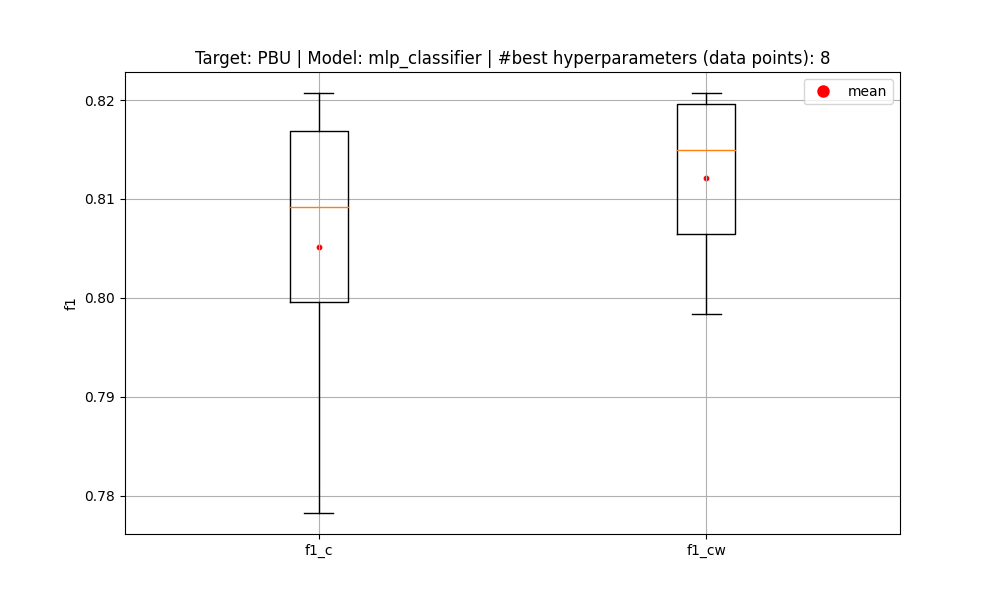 Target: PBU | Model: mlp_classifier | #best hyperparameters (data points): 8
mean
0.82
0.81
0.80
0.79
0.78
f1
f1_c
f1_cw